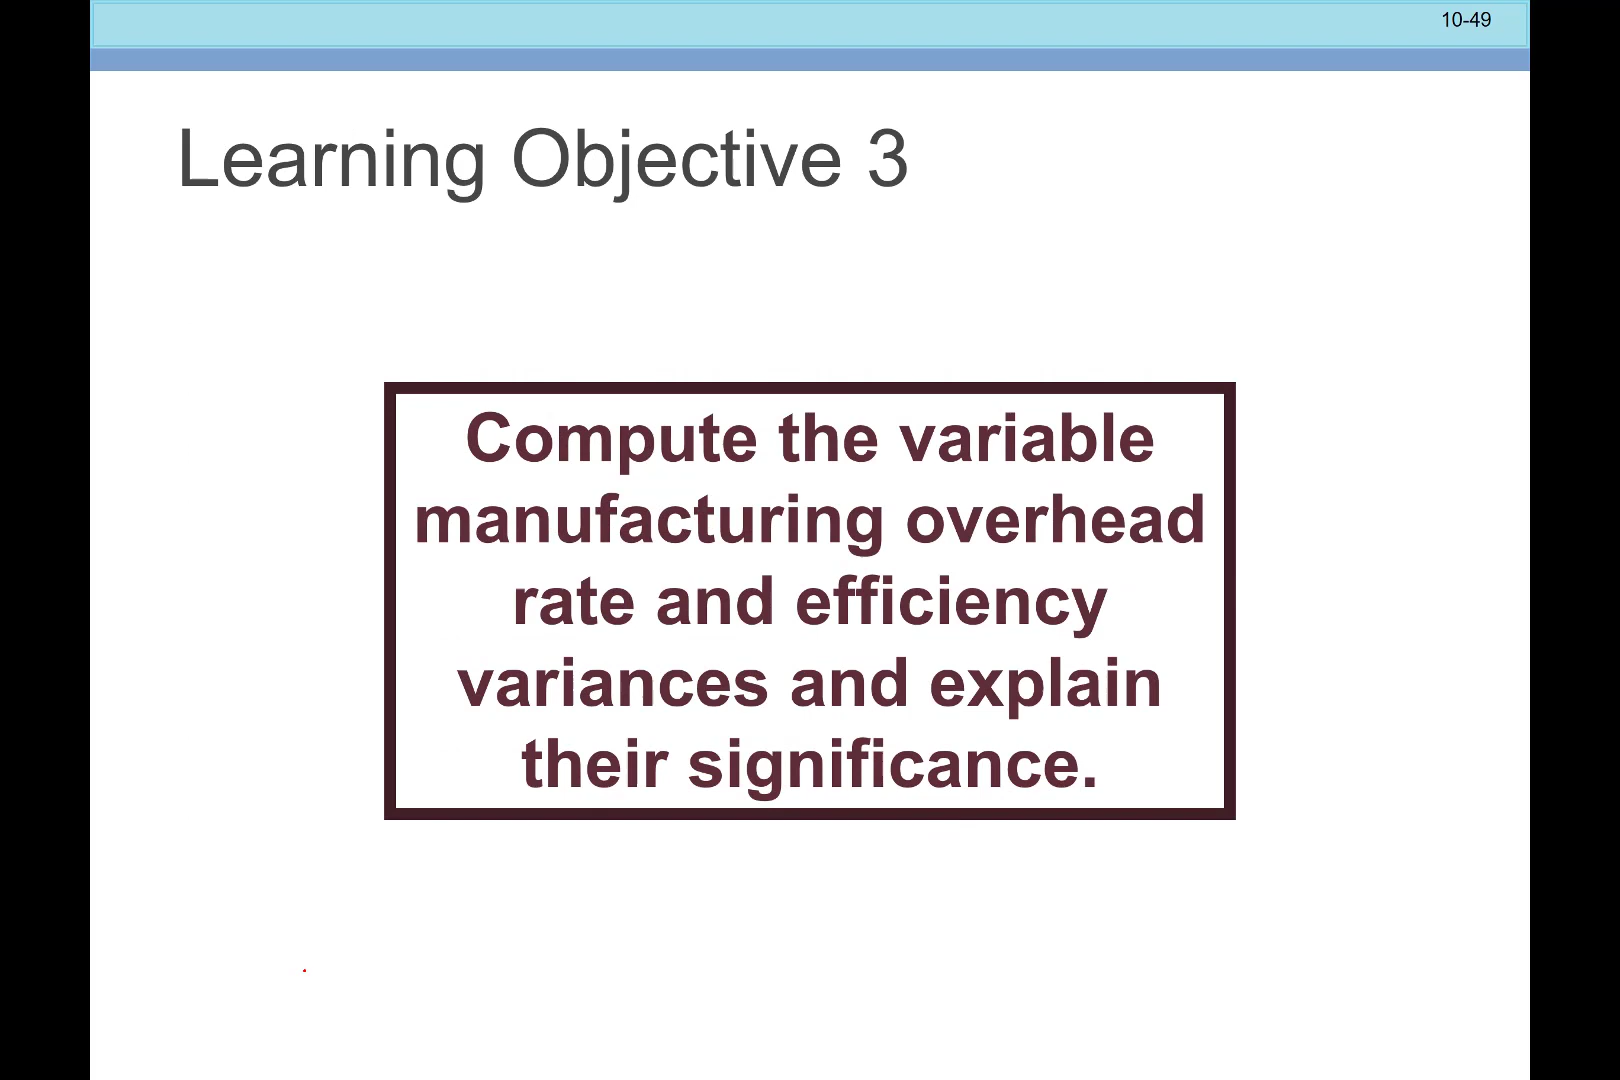 10-49
Learning Objective 3
Compute the variable
manufacturing overhead
rate and efficiency
variances and explain
their significance.